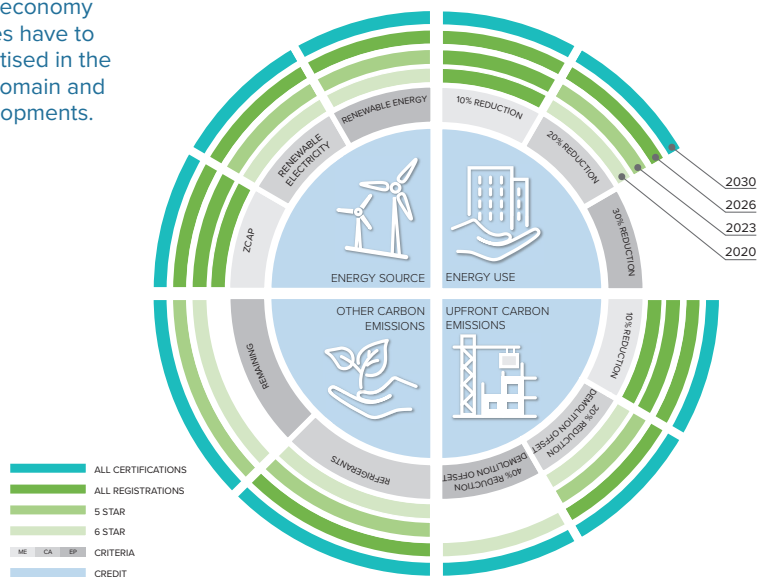 economy
es have to
tised in the
omain and
opments.
RENEWABLE ENERGY
RENEWABLE
ELECTRICITY
ZCAP
10% REDUCTION
20% REDUCTION
30% REDUCTION
2030
2026
2023
2020
ENERGY SOURCE
ENERGY USE
OTHER CARBON
EMISSIONS
UPFRONT CARBON
EMISSIONS
REMAINING
REFRIGERANTS
10% REDUCTION
20% REDUCTION
DEMOLITION OFFSET
40% REDUCTION
DEMOLITION OFFSET
ALL CERTIFICATIONS
ALL REGISTRATIONS
5 STAR
6 STAR
ME CA EP CRITERIA
CREDIT